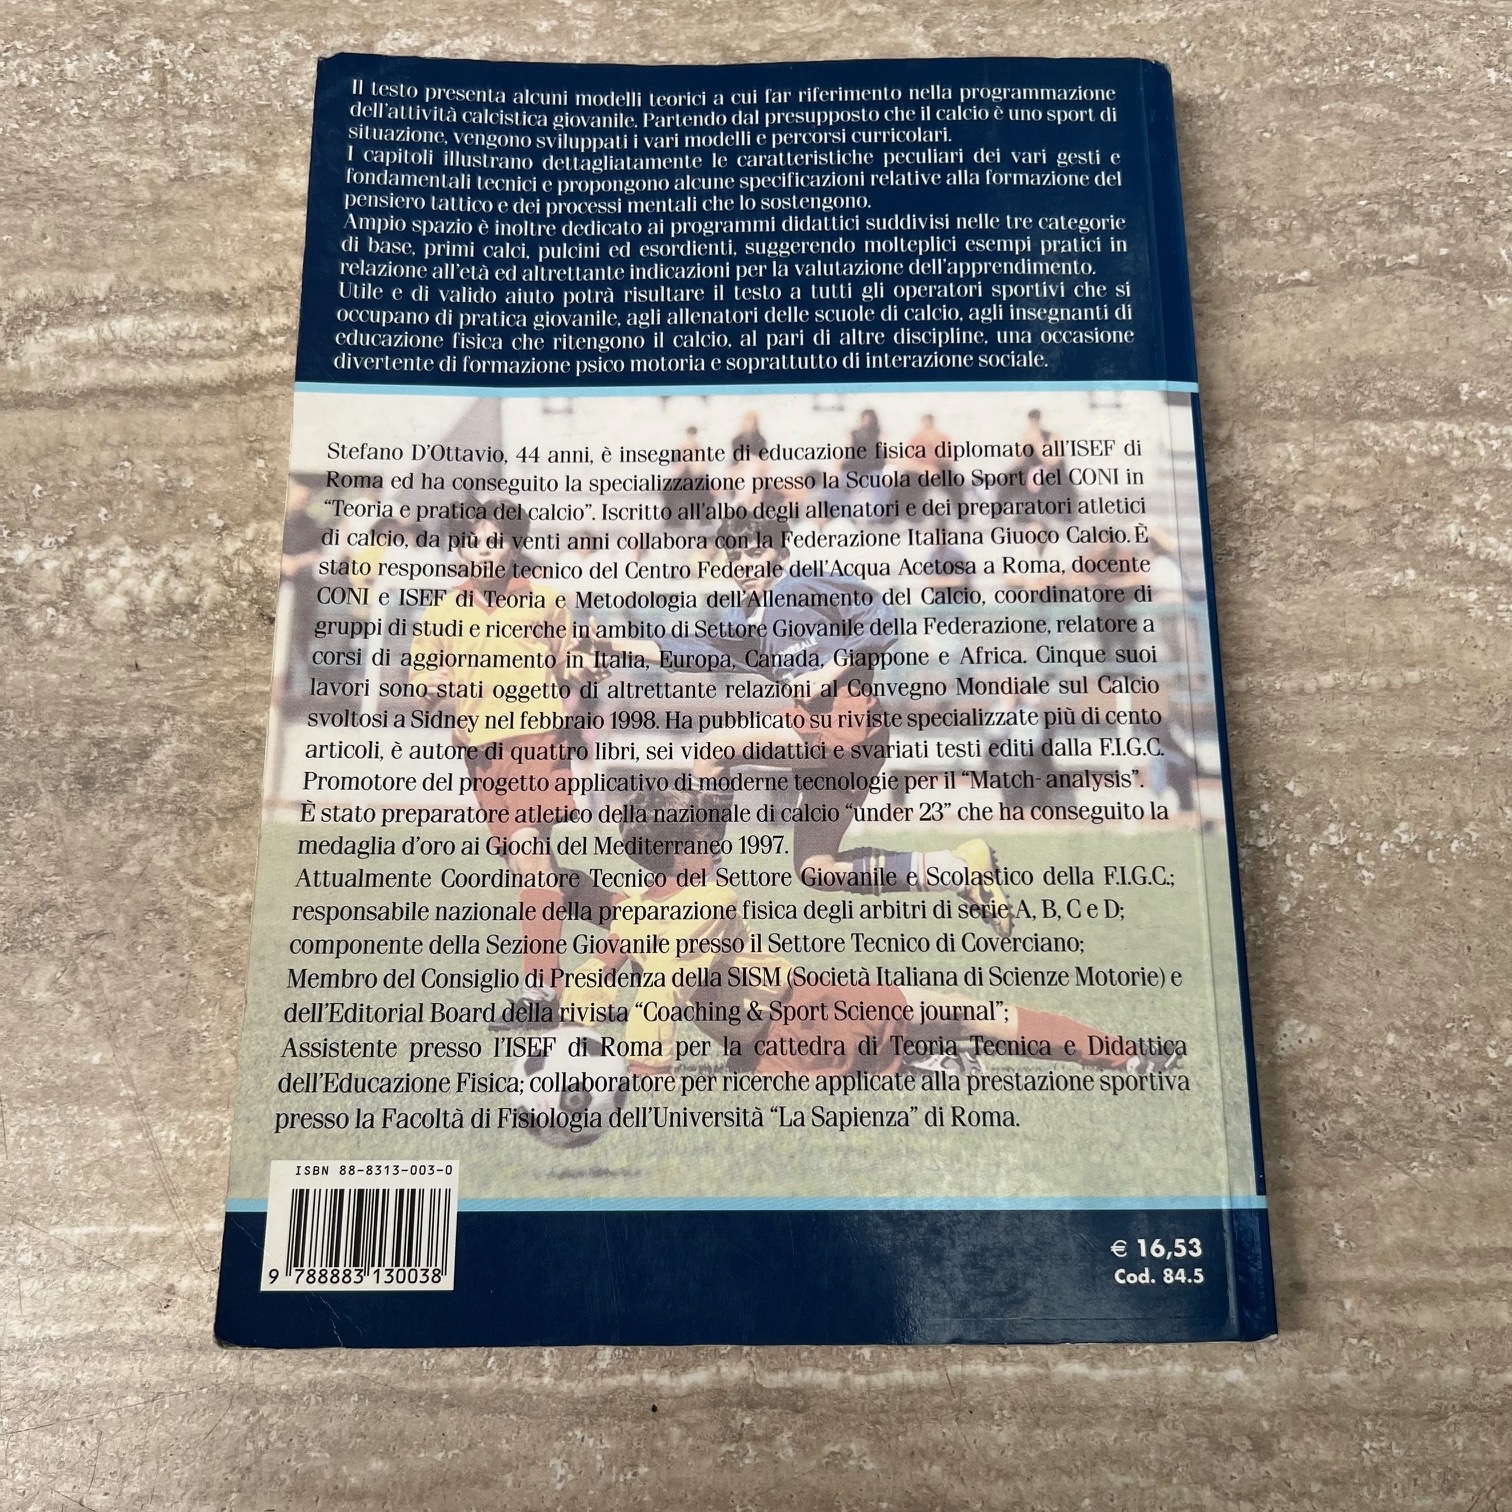 Il testo presenta alcuni modelli teorici a cui far riferimento nella programmazione
dell'attività calcistica giovanile. Partendo dal presupposto che il calcio è uno sport di
situazione, vengono sviluppati i vari modelli e percorsi curricolari.
I capitoli illustrano dettagliatamente le caratteristiche peculiari dei vari gesti e
fondamentali tecnici e propongono alcune specificazioni relative alla formazione del
pensiero tattico e dei processi mentali che lo sostengono.
Ampio spazio è inoltre dedicato ai programmi didattici suddivisi nelle tre categorie
di base, primi calci, pulcini ed esordienti, suggerendo molteplici esempi pratici in
relazione all'età ed altrettante indicazioni per la valutazione dell'apprendimento.
Utile e di valido aiuto potrà risultare il testo a tutti gli operatori sportivi che si
occupano di pratica giovanile, agli allenatori delle scuole di calcio, agli insegnanti di
educazione fisica che ritengono il calcio, al pari di altre discipline, una occasione
divertente di formazione psico motoria e soprattutto di interazione sociale.
Stefano D'Ottavio, 44 anni, è insegnante di educazione fisica diplomato all'ISEF di
Roma ed ha conseguito la specializzazione presso la Scuola dello Sport del CONI in
“Teoria e pratica del calcio”. Iscritto all'albo degli allenatori e dei preparatori atletici
di calcio, da più di venti anni collabora con la Federazione Italiana Giuoco Calcio. È
stato responsabile tecnico del Centro Federale dell'Acqua Acetosa a Roma, docente
CONI e ISEF di Teoria e Metodologia dell'Allenamento del Calcio, coordinatore di
gruppi di studi e ricerche in ambito di Settore Giovanile della Federazione, relatore a
corsi di aggiornamento in Italia, Europa, Canada, Giappone e Africa. Cinque suoi
lavori sono stati oggetto di altrettante relazioni al Convegno Mondiale sul Calcio
svoltosi a Sidney nel febbraio 1998. Ha pubblicato su riviste specializzate più di cento
articoli, è autore di quattro libri, sei video didattici e svariati testi editi dalla F.I.G.C.
Promotore del progetto applicativo di moderne tecnologie per il “Match- analysis”.
È stato preparatore atletico della nazionale di calcio “under 23” che ha conseguito la
medaglia d'oro ai Giochi del Mediterraneo 1997.
Attualmente Coordinatore Tecnico del Settore Giovanile e Scolastico della F.I.G.C.;
responsabile nazionale della preparazione fisica degli arbitri di serie A, B, C e D;
componente della Sezione Giovanile presso il Settore Tecnico di Coverciano;
Membro del Consiglio di Presidenza della SISM (Società Italiana di Scienze Motorie) e
dell'Editorial Board della rivista “Coaching & Sport Science journal”;
Assistente presso l'ISEF di Roma per la cattedra di Teoria Tecnica e Didattica
dell'Educazione Fisica; collaboratore per ricerche applicate alla prestazione sportiva
presso la Facoltà di Fisiologia dell'Università “La Sapienza” di Roma.
ISBN 88-8313-003-0
9 788883 130038
€ 16,53
Cod. 84.5